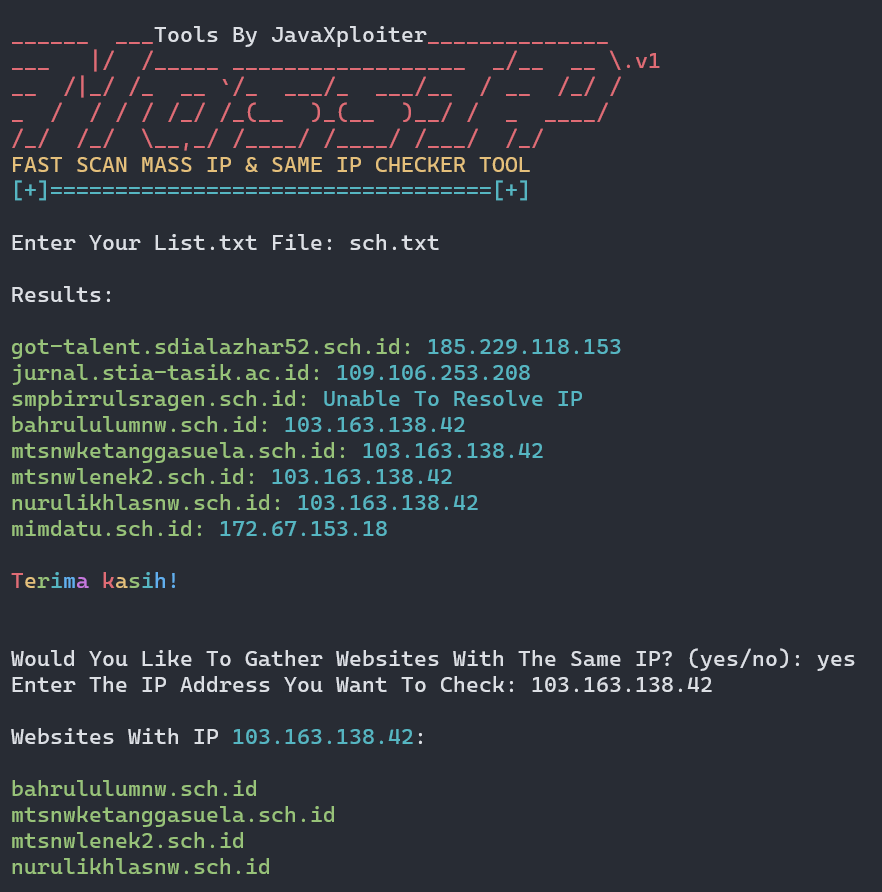 ______  ___Tools By JavaXploiter______________
___   |/  /_____ __________________  _/__  __ \.v1
__  /|_/ /_  __ `/_  ___/_  ___/__  / __  /_/ /
_  /  / / / /_/ /_(__  )_(__  )__/ /  _  ____/
/_/  /_/  \__,_/ /____/ /____/ /___/  /_/
FAST SCAN MASS IP & SAME IP CHECKER TOOL
[+]==================================[+]
Enter Your List.txt File: sch.txt
Results:
got-talent.sdialazhar52.sch.id: 185.229.118.153
jurnal.stia-tasik.ac.id: 109.106.253.208
smpbirrulsragen.sch.id: Unable To Resolve IP
bahrululumnw.sch.id: 103.163.138.42
mtsnwketanggasuela.sch.id: 103.163.138.42
mtsnwlenek2.sch.id: 103.163.138.42
nurulikhlasnw.sch.id: 103.163.138.42
mimdatu.sch.id: 172.67.153.18
Terima kasih!
Would You Like To Gather Websites With The Same IP? (yes/no): yes
Enter The IP Address You Want To Check: 103.163.138.42
Websites With IP 103.163.138.42:
bahrululumnw.sch.id
mtsnwketanggasuela.sch.id
mtsnwlenek2.sch.id
nurulikhlasnw.sch.id